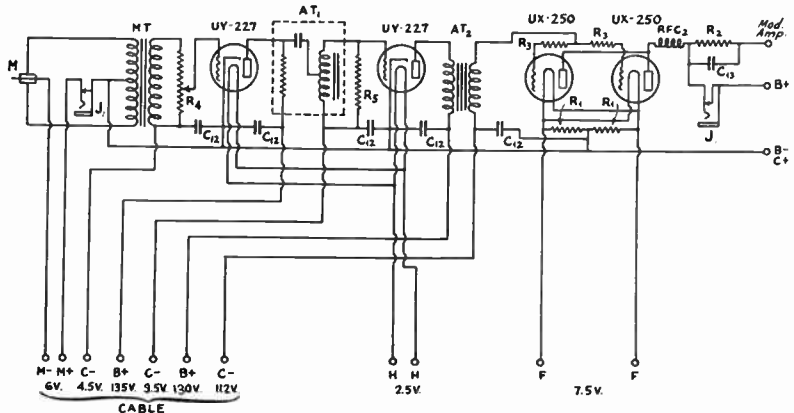 MT
UY-227
AT₁
UY-227
AT₂
UX-250
UX-250
RFC₂
R₂
Mod. Amp.
M
J₁
R₄
R₅
R₃
R₃
C₁₃
B+
J
C₁₂
C₁₂
C₁₂
C₁₂
C₁₂
R₁
R₁
B-
C+
M- M+ C- B+ C- B+ C-
6V. 4.5V. 135V. 9.5V. 130V. 112V.
CABLE
H H
2.5V.
F F
7.5V.